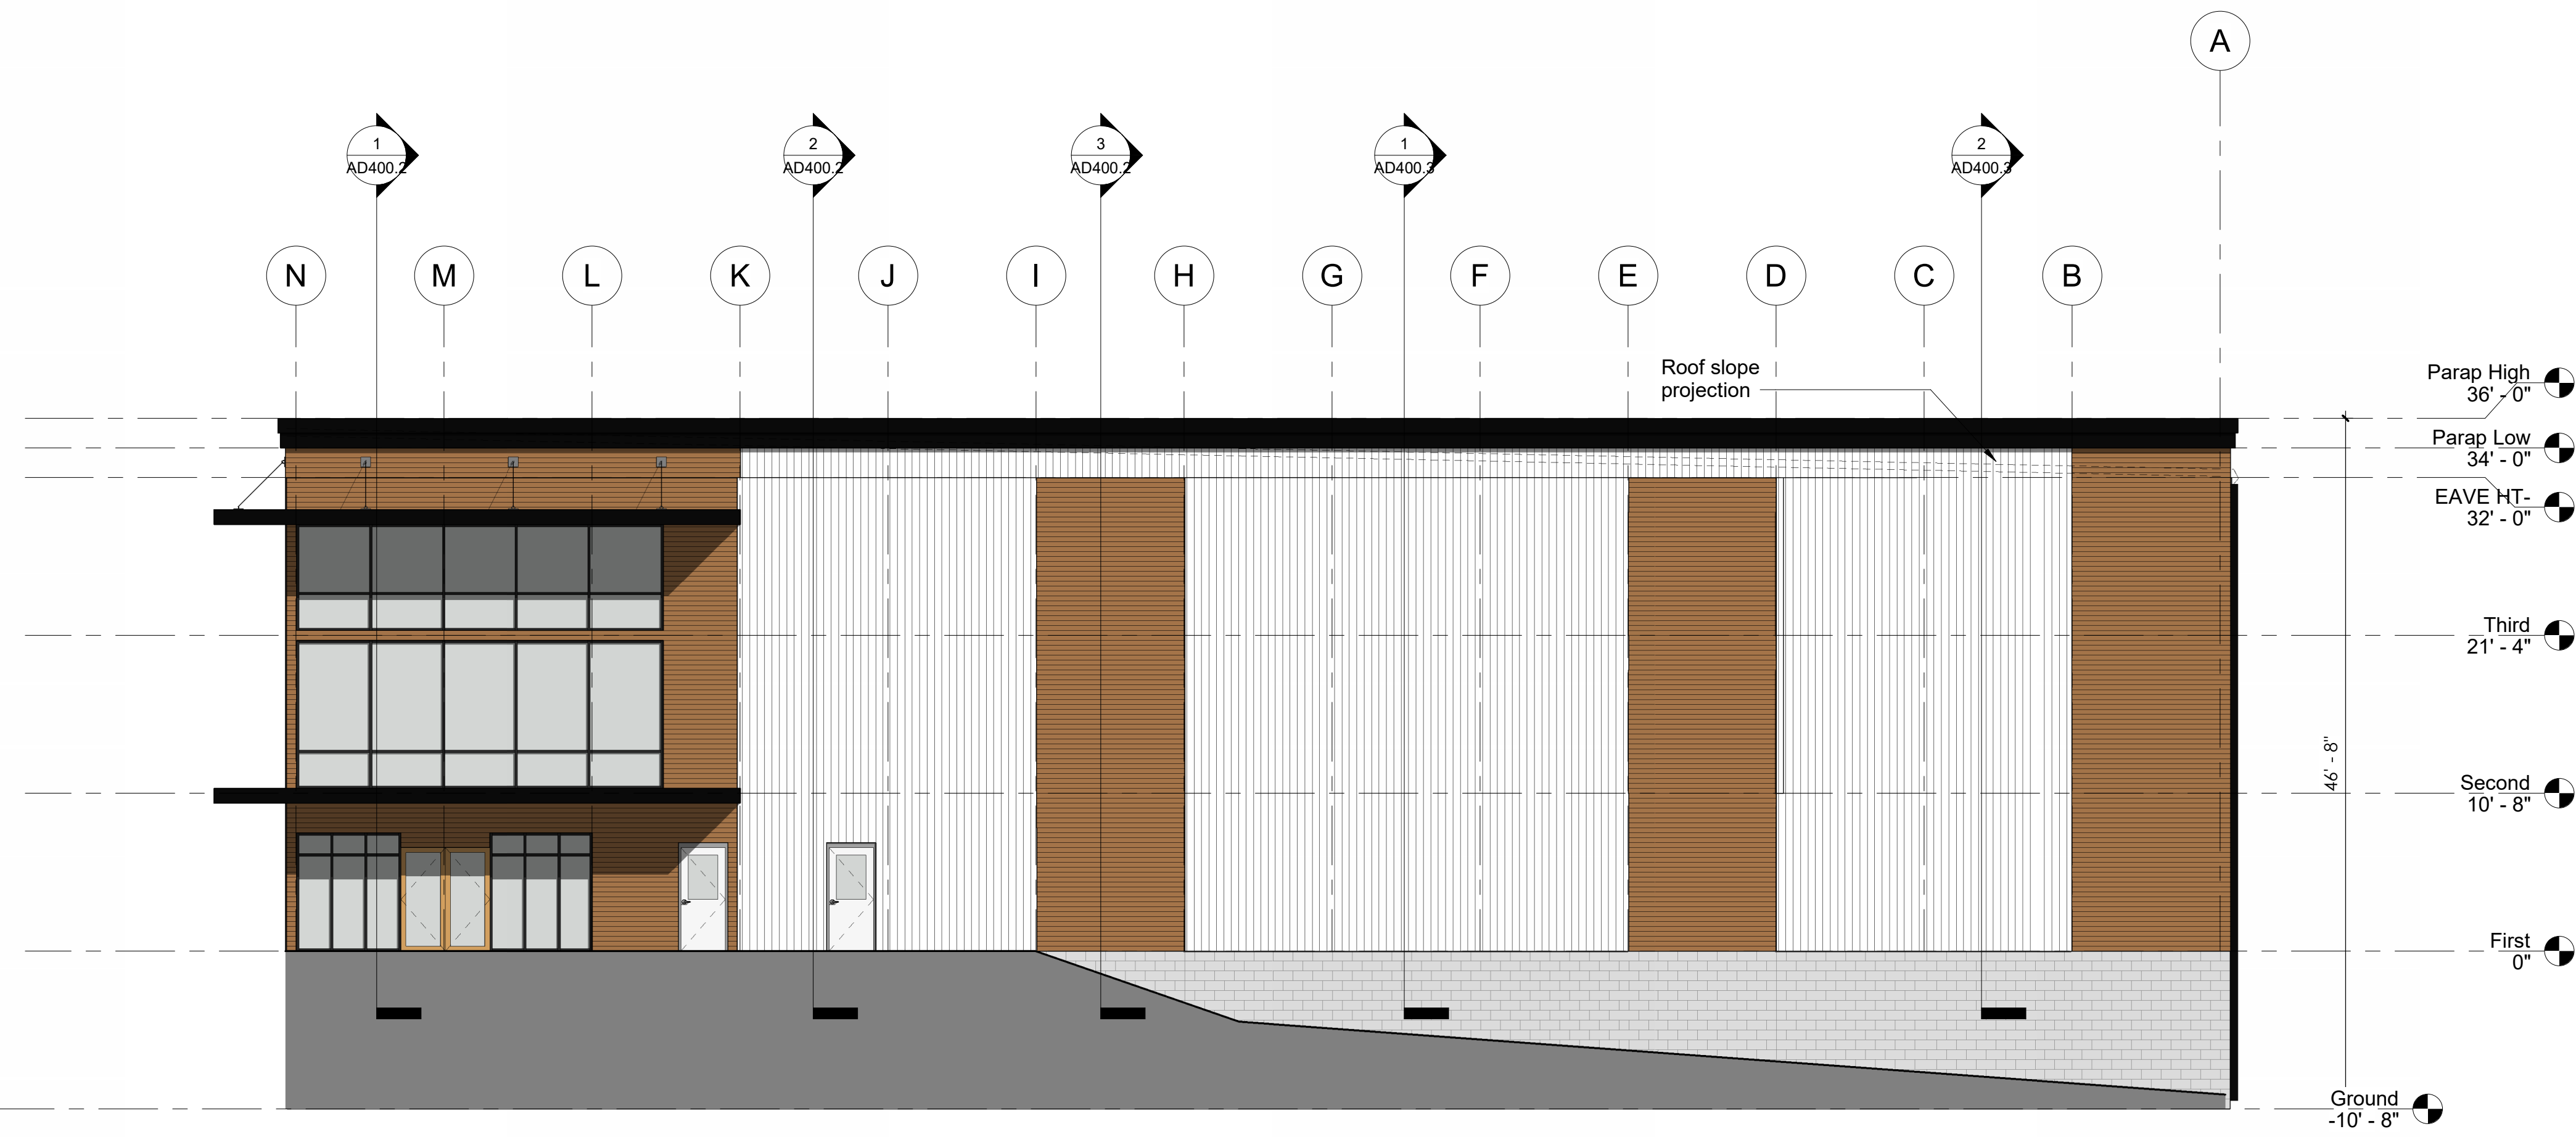 A
1
AD400.2
2
AD400.2
3
AD400.2
1
AD400.3
2
AD400.3
N
M
L
K
J
I
H
G
F
E
D
C
B
Roof slope
projection
Parap High
36' - 0"
Parap Low
34' - 0"
EAVE HT-
32' - 0"
Third
21' - 4"
46' - 8"
Second
10' - 8"
First
0"
Ground
-10' - 8"